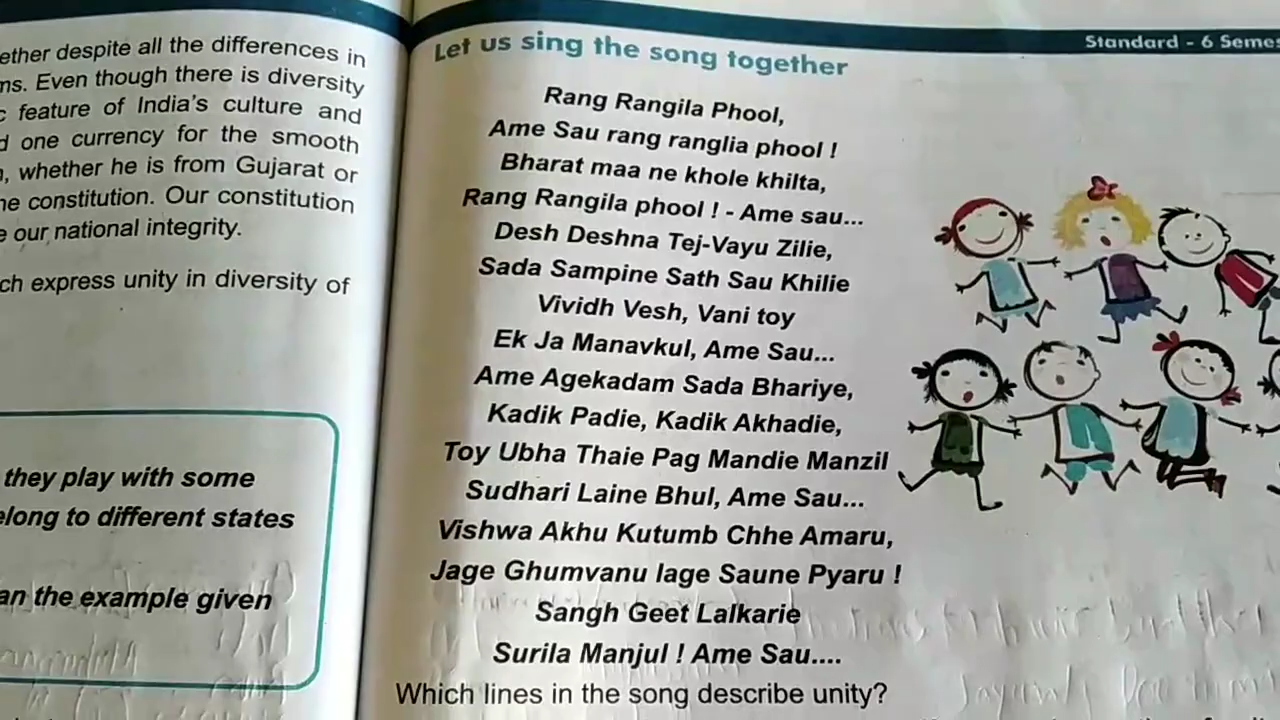 ether despite all the differences in
ms. Even though there is diversity
c feature of India's culture and
d one currency for the smooth
n, whether he is from Gujarat or
he constitution. Our constitution
e our national integrity.
ch express unity in diversity of
they play with some
elong to different states
an the example given
Standard - 6 Semes
Let us sing the song together
Rang Rangila Phool,
Ame Sau rang ranglia phool !
Bharat maa ne khole khilta,
Rang Rangila phool ! - Ame sau...
Desh Deshna Tej-Vayu Zilie,
Sada Sampine Sath Sau Khilie
Vividh Vesh, Vani toy
Ek Ja Manavkul, Ame Sau...
Ame Agekadam Sada Bhariye,
Kadik Padie, Kadik Akhadie,
Toy Ubha Thaie Pag Mandie Manzil
Sudhari Laine Bhul, Ame Sau...
Vishwa Akhu Kutumb Chhe Amaru,
Jage Ghumvanu lage Saune Pyaru !
Sangh Geet Lalkarie
Surila Manjul ! Ame Sau....
Which lines in the song describe unity?